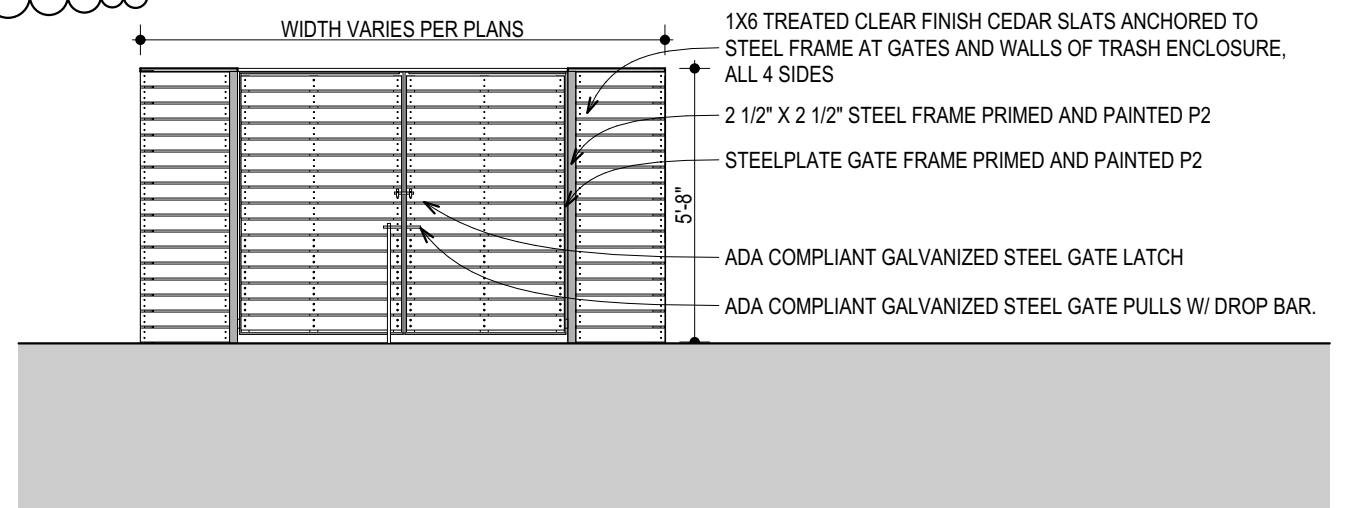 WIDTH VARIES PER PLANS
1X6 TREATED CLEAR FINISH CEDAR SLATS ANCHORED TO
STEEL FRAME AT GATES AND WALLS OF TRASH ENCLOSURE,
ALL 4 SIDES
2 1/2" X 2 1/2" STEEL FRAME PRIMED AND PAINTED P2
STEELPLATE GATE FRAME PRIMED AND PAINTED P2
5'-8"
ADA COMPLIANT GALVANIZED STEEL GATE LATCH
ADA COMPLIANT GALVANIZED STEEL GATE PULLS W/ DROP BAR.